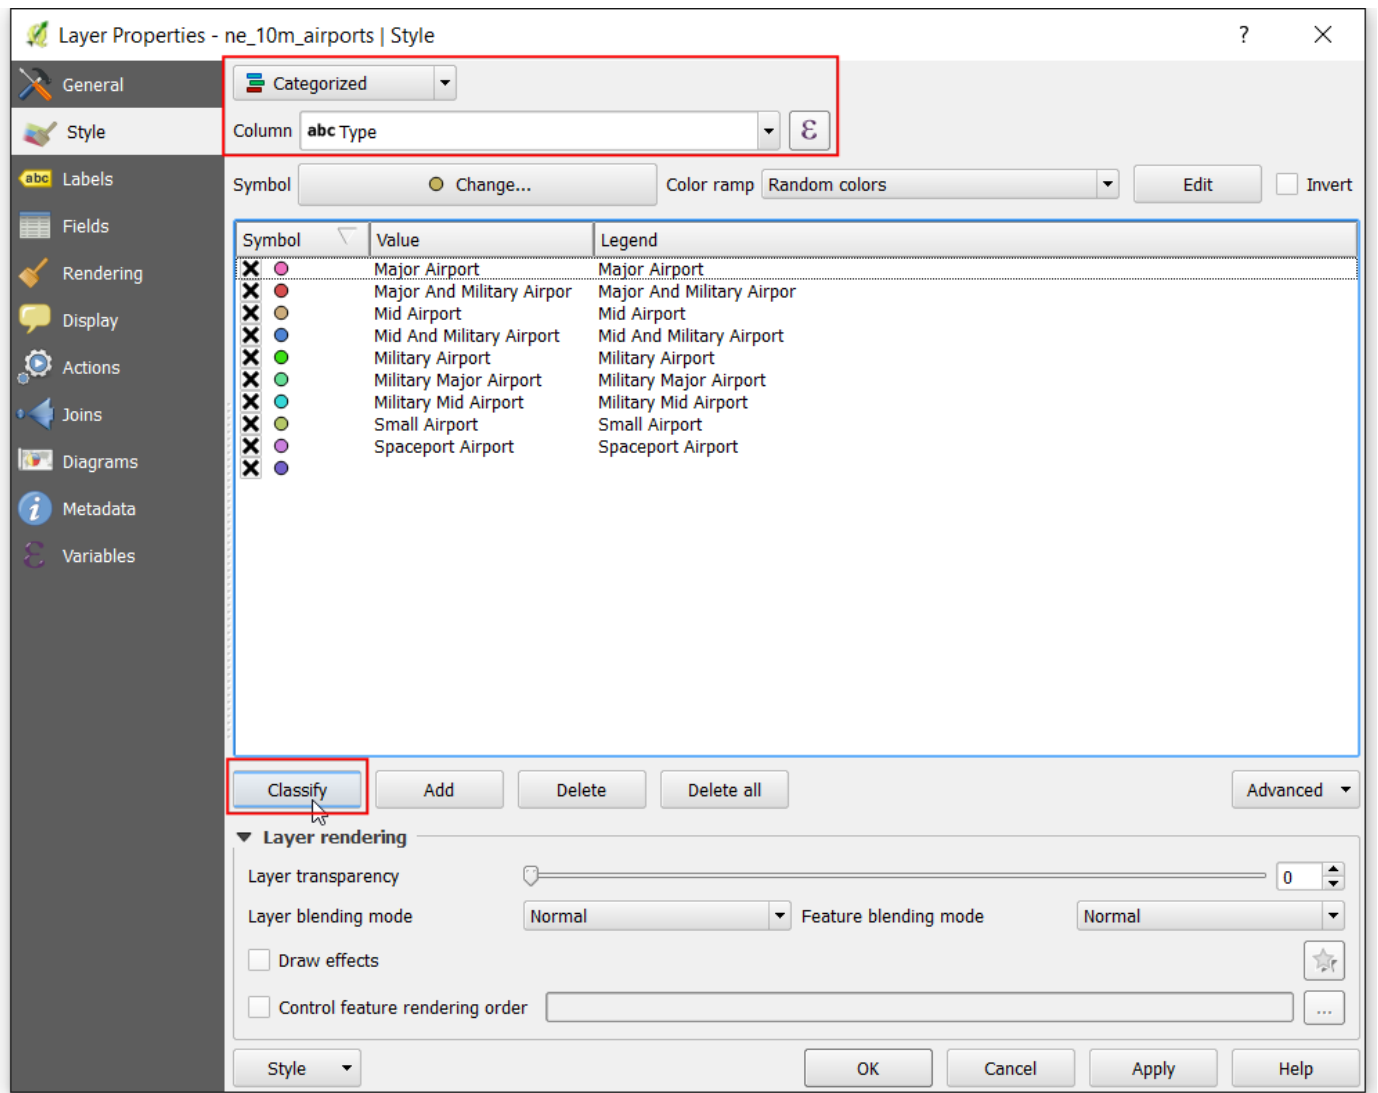 Layer Properties - ne_10m_airports | Style ?
General
Style
abc Labels
Fields
Rendering
Display
Actions
Joins
Diagrams
i Metadata
ε Variables
Categorized
Column abc Type ε
Symbol Change... Color ramp Random colors Edit Invert
Symbol Value Legend
Major Airport Major Airport
Major And Military Airpor Major And Military Airpor
Mid Airport Mid Airport
Mid And Military Airport Mid And Military Airport
Military Airport Military Airport
Military Major Airport Military Major Airport
Military Mid Airport Military Mid Airport
Small Airport Small Airport
Spaceport Airport Spaceport Airport
Classify Add Delete Delete all Advanced
Layer rendering
Layer transparency 0
Layer blending mode Normal Feature blending mode Normal
Draw effects
Control feature rendering order ...
Style OK Cancel Apply Help